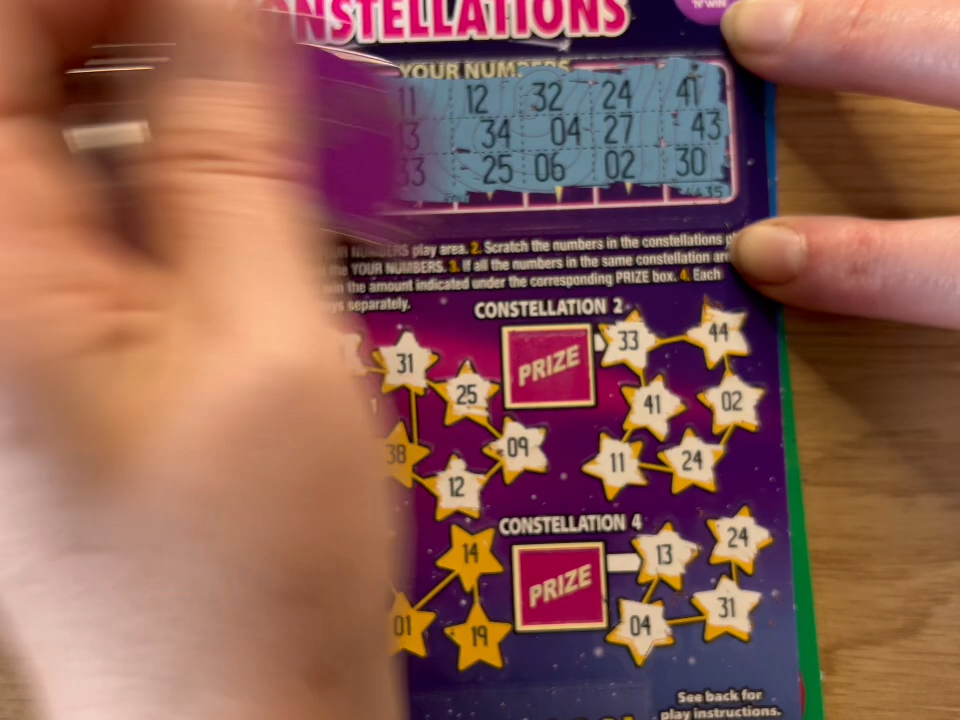 CONSTELLATIONS
'N' WIN
YOUR NUMBERS
11 12 32 24 41
13 34 04 27 43
33 25 06 02 30
4435
NUMBERS play area. 2. Scratch the numbers in the constellations
the YOUR NUMBERS. 3. If all the numbers in the same constellation
win the amount indicated under the corresponding PRIZE box. 4. Each
separately.
CONSTELLATION 2
31 25 38 09 12
PRIZE
33 44 41 02 11 24
CONSTELLATION 4
14 01 19
PRIZE
13 24 04 31
See back for
play instructions.